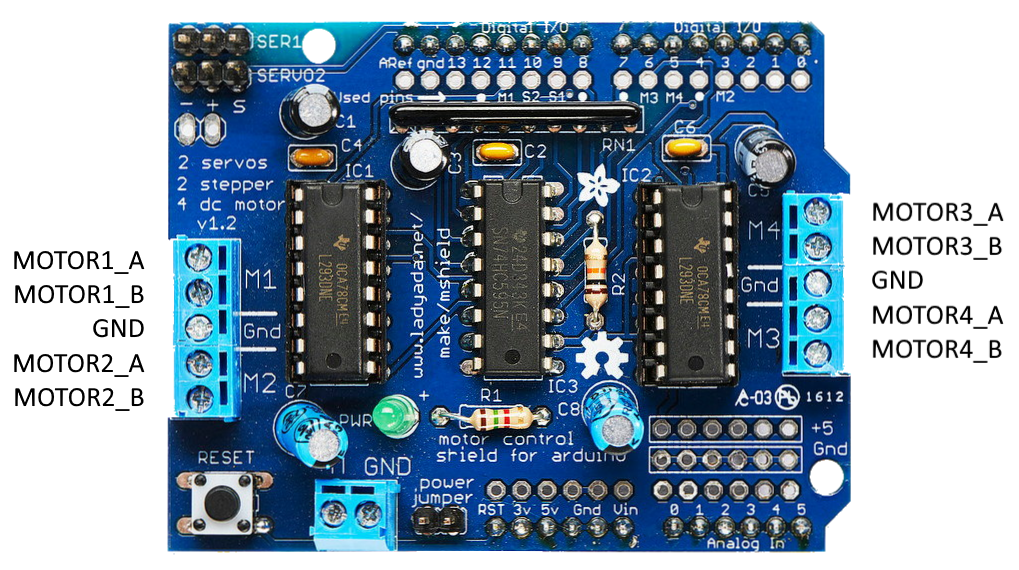 Digital I/O
Digital I/O
SER1
ARef gnd 13 12 11 10 9 8
7 6 5 4 3 2 1 0
SERVO2
Used pins
M1 S2 S1
M3 M4 M2
- + S
C1
C4
C3
C2
RN1
C6
C5
IC1
IC2
2 servos
2 stepper
4 dc motor
v1.2
www.ladyada.net/
make/mshield
OCA78CME4
L293DNE
24AD43KE4
SN74HC595N
OCA78CME4
L293DNE
R2
MOTOR1_A
MOTOR1_B
GND
MOTOR2_A
MOTOR2_B
M1
Gnd
M2
M4
Gnd
M3
MOTOR3_A
MOTOR3_B
GND
MOTOR4_A
MOTOR4_B
IC3
C7
PWR
+
R1
C8
A-03 1612
motor control
shield for arduino
+5
Gnd
RESET
GND
power
jumper
RST 3v 5v Gnd Vin
0 1 2 3 4 5
Analog In